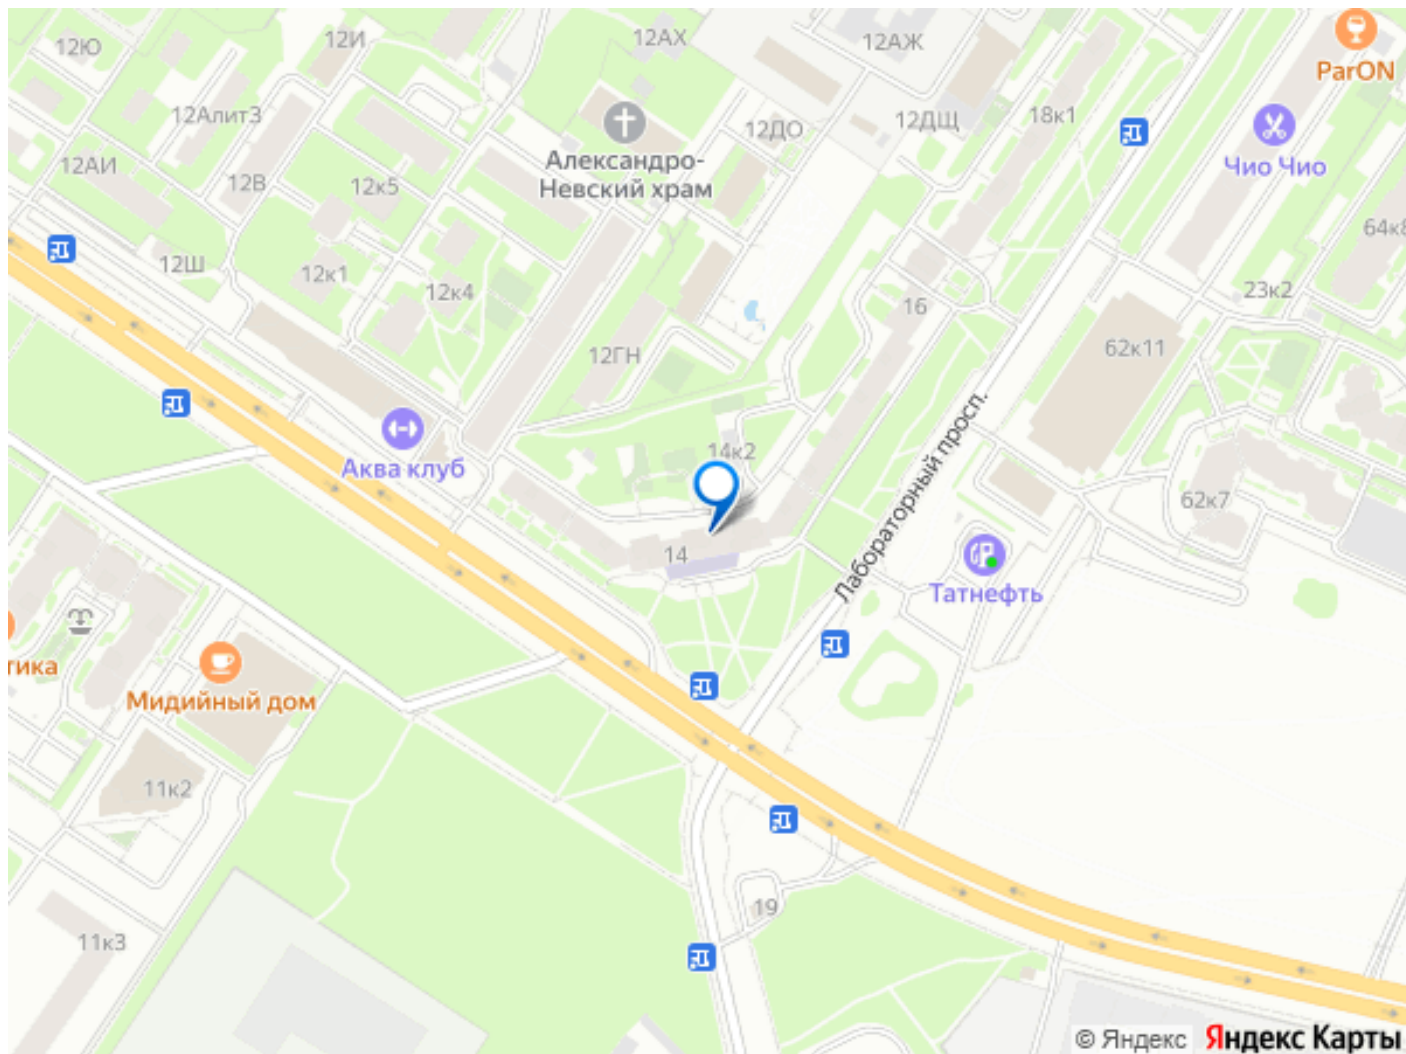 12Ю
12И
12АХ
12АЖ
ParON
12Алит3
12ДО
12ДЩ
18к1
12АИ
12В
12к5
Александро-
Невский храм
Чио Чио
12Ш
12к1
12к4
64к8
16
23к2
12ГН
62к11
Аква клуб
14к2
Лабораторный просп.
62к7
14
Татнефть
тика
Мидийный дом
11к2
19
11к3
© Яндекс Яндекс Карты